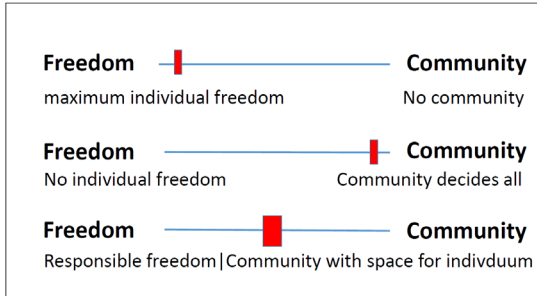 Freedom Community
maximum individual freedom No community
Freedom Community
No individual freedom Community decides all
Freedom Community
Responsible freedom|Community with space for indivduum